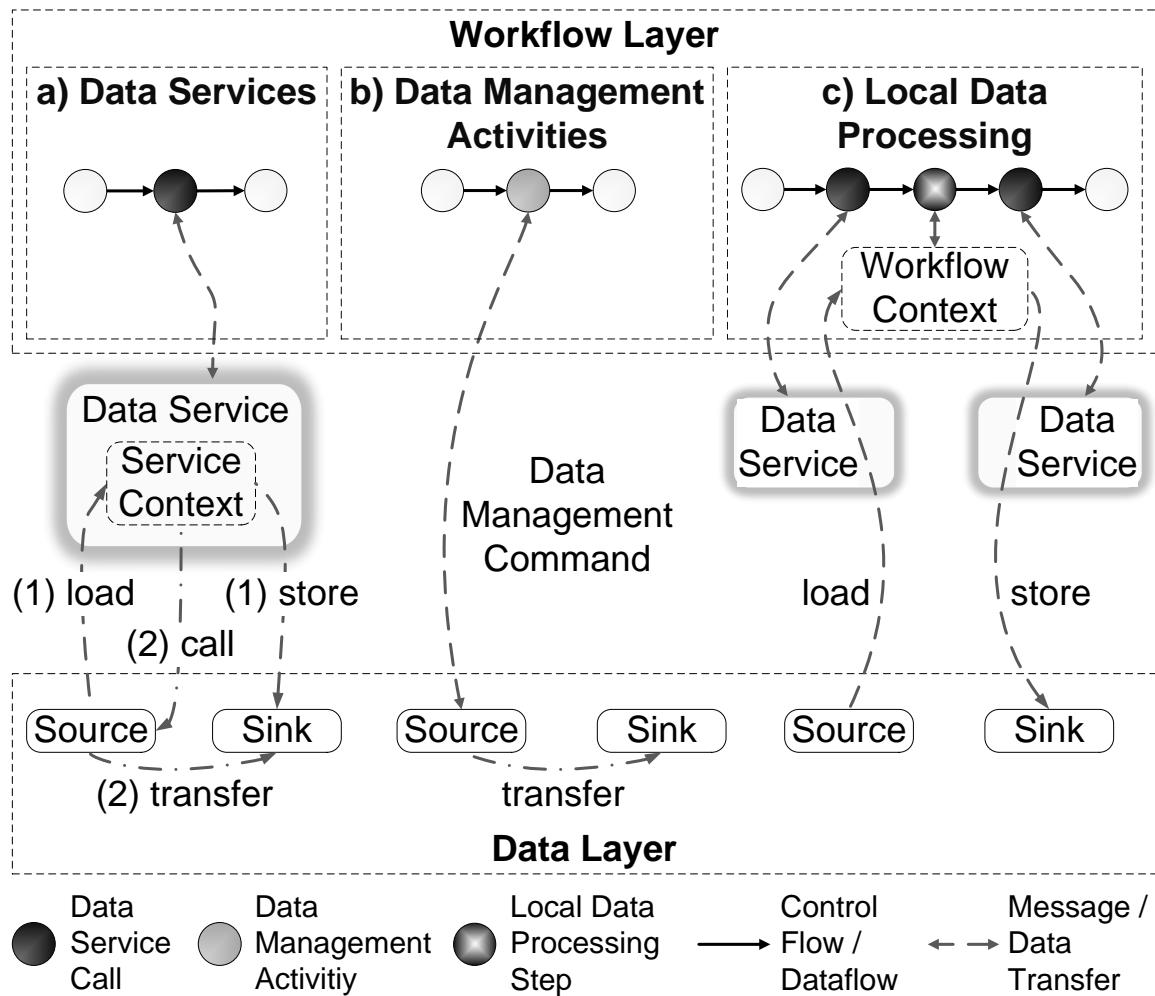 Workflow Layer
a) Data Services
b) Data Management
Activities
c) Local Data
Processing
Workflow
Context
Data Service
Service
Context
Data
Management
Command
Data
Service
Data
Service
(1) load
(1) store
(2) call
load
store
Source
Sink
Source
Sink
Source
Sink
(2) transfer
transfer
Data Layer
Data
Service
Call
Data
Management
Activitiy
Local Data
Processing
Step
Control
Flow /
Dataflow
Message /
Data
Transfer